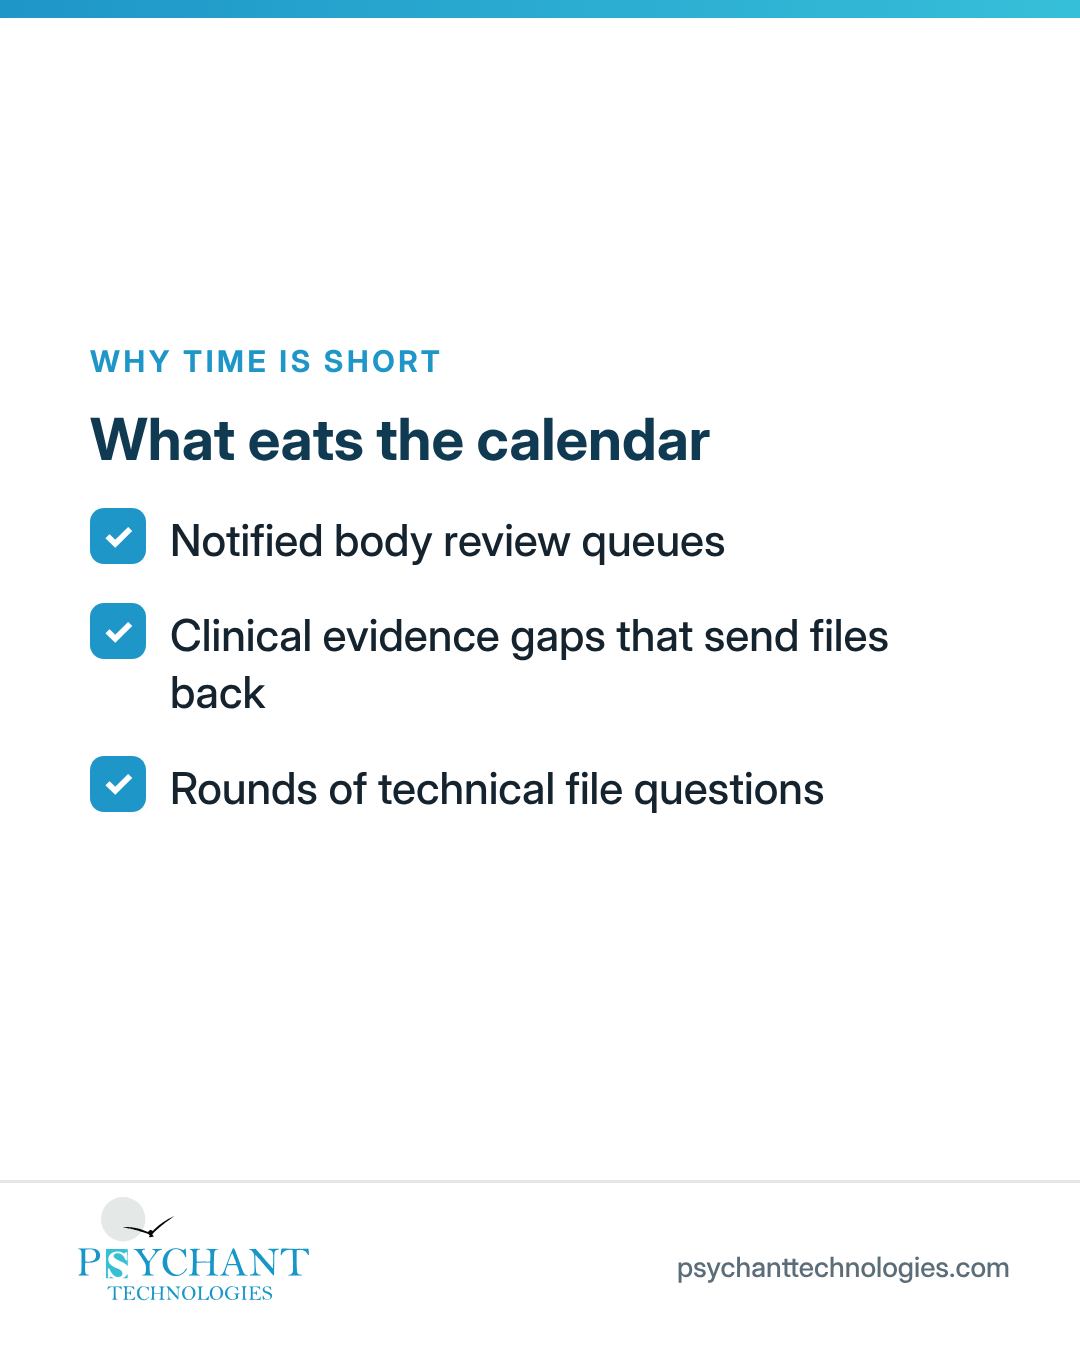 WHY TIME IS SHORT
What eats the calendar
Notified body review queues
Clinical evidence gaps that send files
back
Rounds of technical file questions
PSYCHANT
TECHNOLOGIES
psychanttechnologies.com